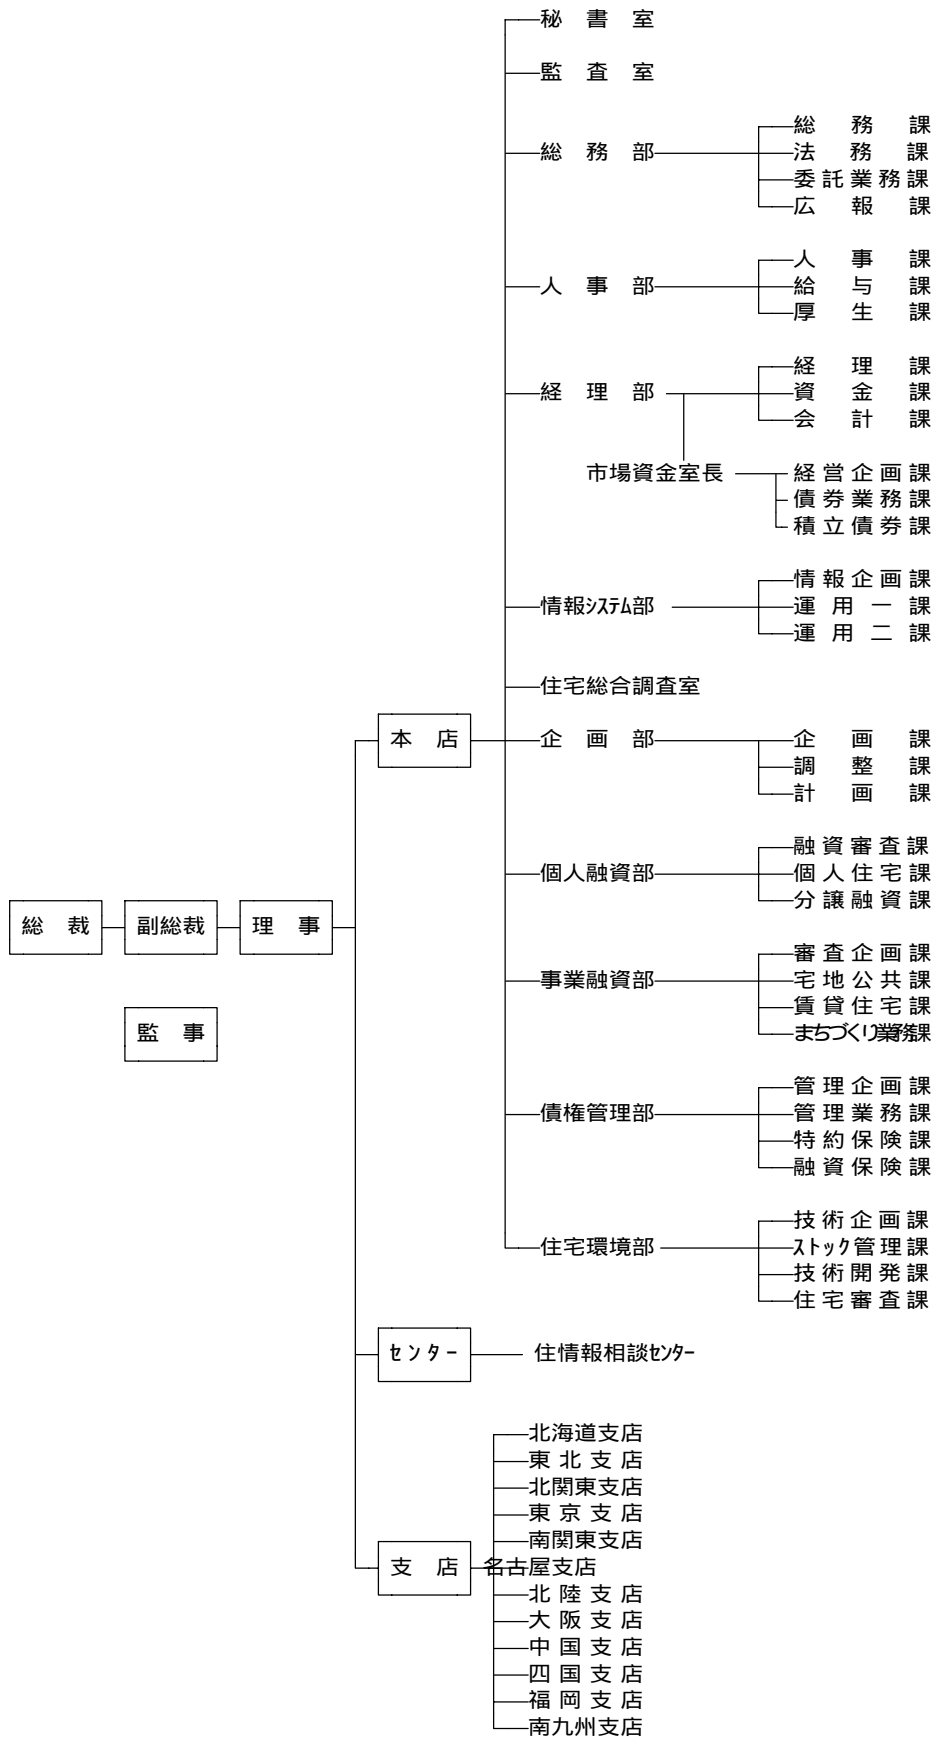 秘書室
監査室
総務部
総務課
法務課
委託業務課
広報課
人事部
人事課
給与課
厚生課
経理部
経理課
資金課
会計課
市場資金室長
経営企画課
債券業務課
積立債券課
情報ｼｽﾃﾑ部
情報企画課
運用一課
運用二課
住宅総合調査室
本店
企画部
企画課
調整課
計画課
個人融資部
融資審査課
個人住宅課
分譲融資課
総裁
副総裁
理事
監事
事業融資部
審査企画課
宅地公共課
賃貸住宅課
まちづくり業務課
債権管理部
管理企画課
管理業務課
特約保険課
融資保険課
住宅環境部
技術企画課
ｽﾄｯｸ管理課
技術開発課
住宅審査課
センター
住情報相談ｾﾝﾀｰ
支店
北海道支店
東北支店
北関東支店
東京支店
南関東支店
名古屋支店
北陸支店
大阪支店
中国支店
四国支店
福岡支店
南九州支店